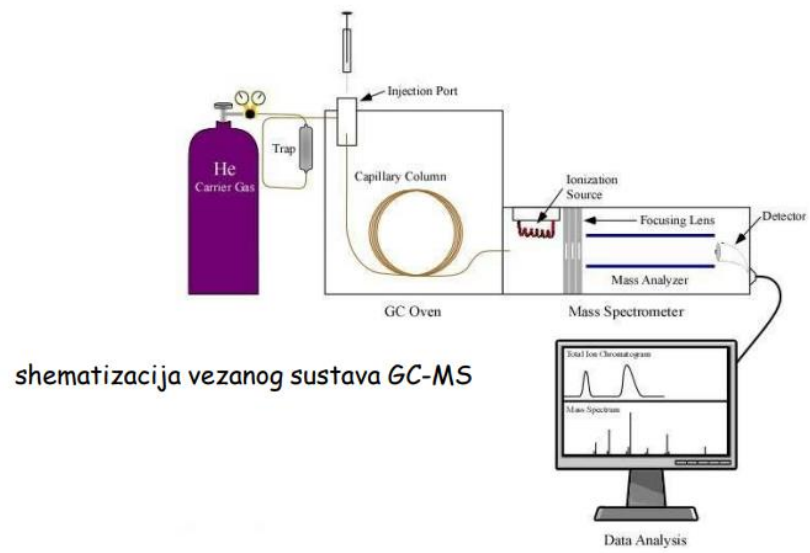 Injection Port
Trap
He
Carrier Gas
Capillary Column
Ionization
Source
Focusing Lens
Detector
Mass Analyzer
GC Oven
Mass Spectrometer
shematizacija vezanog sustava GC-MS
Total Ion Chromatogram
Mass Spectrum
Data Analysis